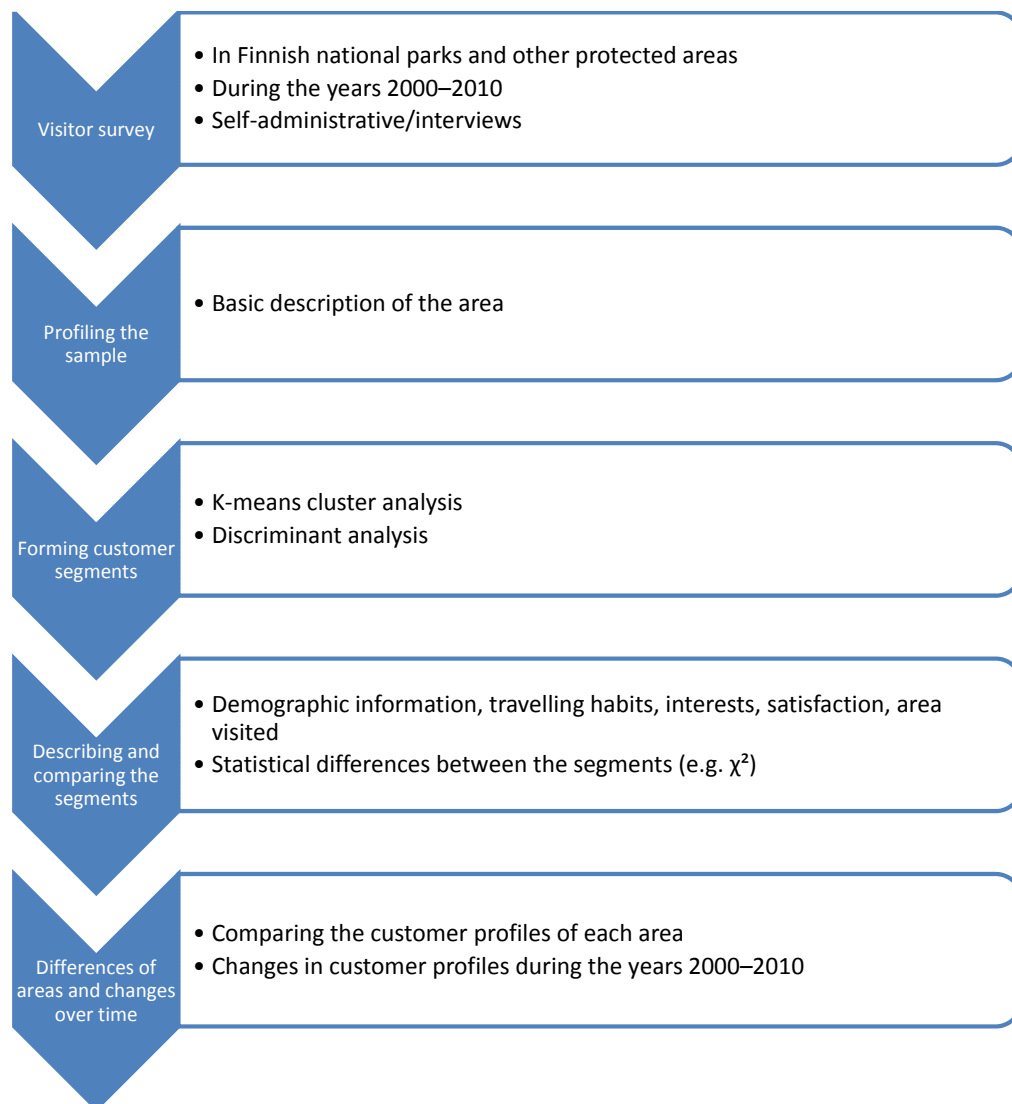 Visitor survey
• In Finnish national parks and other protected areas
• During the years 2000–2010
• Self-administrative/interviews
Profiling the
sample
• Basic description of the area
Forming customer
segments
• K-means cluster analysis
• Discriminant analysis
Describing and
comparing the
segments
• Demographic information, travelling habits, interests, satisfaction, area
visited
• Statistical differences between the segments (e.g. χ²)
Differences of
areas and changes
over time
• Comparing the customer profiles of each area
• Changes in customer profiles during the years 2000–2010